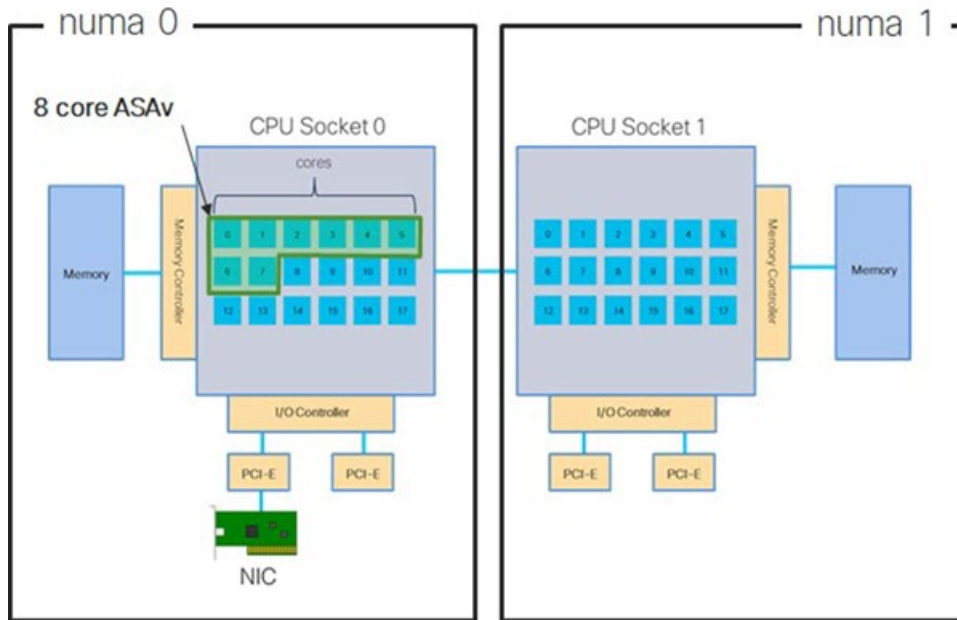 numa 0
numa 1
8 core ASAv
CPU Socket 0
CPU Socket 1
cores
0 1 2 3 4 5
6 7 8 9 10 11
12 13 14 15 16 17
0 1 2 3 4 5
6 7 8 9 10 11
12 13 14 15 16 17
Memory
Memory Controller
Memory Controller
Memory
I/O Controller
I/O Controller
PCI-E
PCI-E
PCI-E
PCI-E
NIC